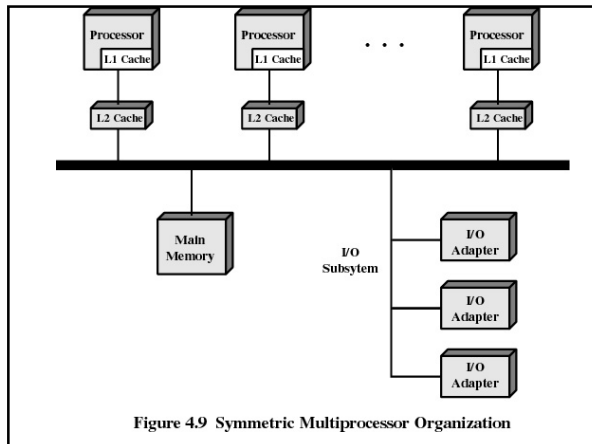 Processor
L1 Cache
Processor
L1 Cache
. . .
Processor
L1 Cache
L2 Cache
L2 Cache
L2 Cache
Main
Memory
I/O
Subsytem
I/O
Adapter
I/O
Adapter
I/O
Adapter
Figure 4.9 Symmetric Multiprocessor Organization